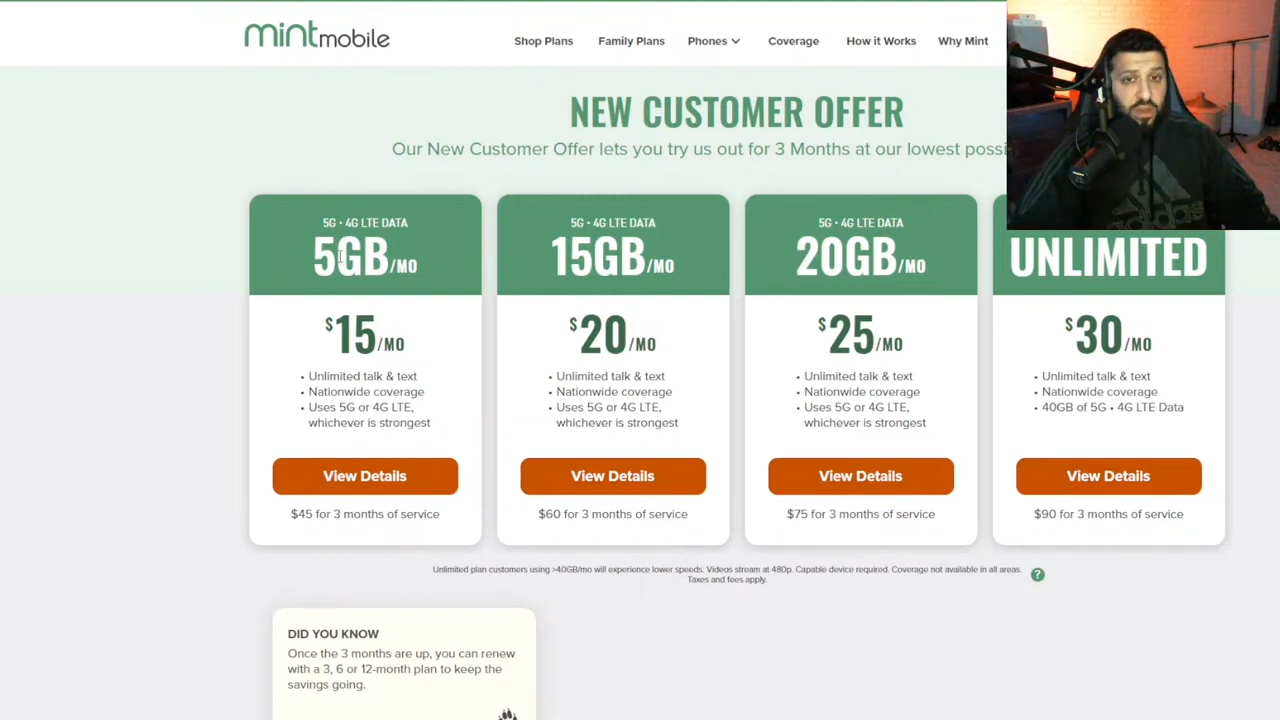 mintmobile
Shop Plans
Family Plans
Phones
Coverage
How it Works
Why Mint
NEW CUSTOMER OFFER
Our New Customer Offer lets you try us out for 3 Months at our lowest
5G • 4G LTE DATA
5GB/MO
$15/MO
• Unlimited talk & text
• Nationwide coverage
• Uses 5G or 4G LTE,
whichever is strongest
View Details
$45 for 3 months of service
5G • 4G LTE DATA
15GB/MO
$20/MO
• Unlimited talk & text
• Nationwide coverage
• Uses 5G or 4G LTE,
whichever is strongest
View Details
$60 for 3 months of service
5G • 4G LTE DATA
20GB/MO
$25/MO
• Unlimited talk & text
• Nationwide coverage
• Uses 5G or 4G LTE,
whichever is strongest
View Details
$75 for 3 months of service
UNLIMITED
$30/MO
• Unlimited talk & text
• Nationwide coverage
• 40GB of 5G • 4G LTE Data
View Details
$90 for 3 months of service
Unlimited plan customers using >40GB/mo will experience lower speeds. Videos stream at 480p. Capable device required. Coverage not available in all areas.
Taxes and fees apply.
?
DID YOU KNOW
Once the 3 months are up, you can renew
with a 3, 6 or 12-month plan to keep the
savings going.
adidas